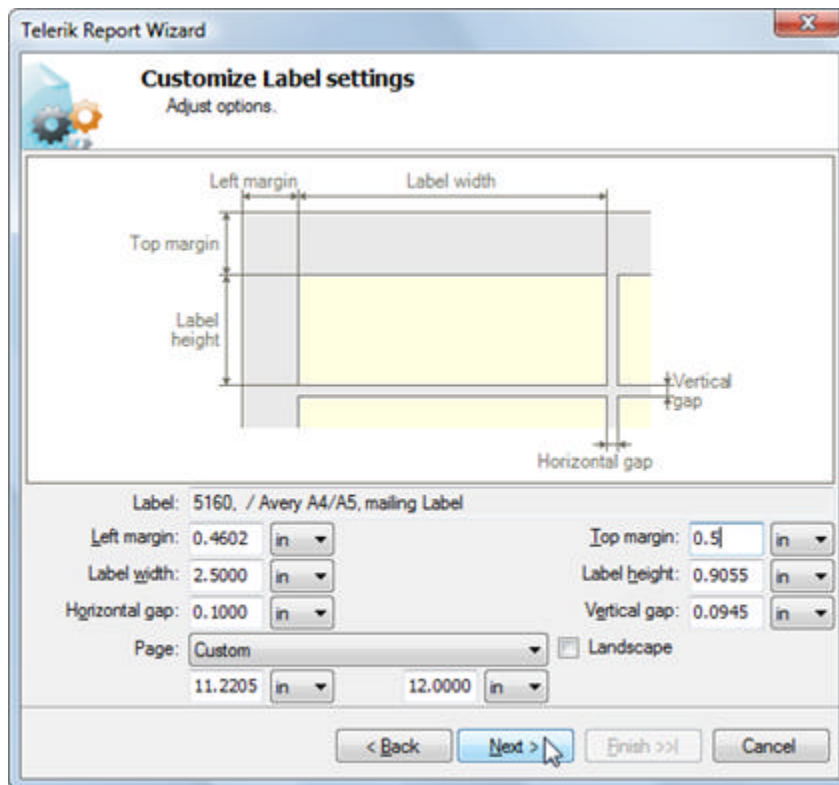 Telerik Report Wizard
Customize Label settings
Adjust options.
Left margin Label width
Top margin
Label
height
Vertical
gap
Horizontal gap
Label: 5160, / Avery A4/A5, mailing Label
Left margin: 0.4602 in Top margin: 0.5 in
Label width: 2.5000 in Label height: 0.9055 in
Horizontal gap: 0.1000 in Vertical gap: 0.0945 in
Page: Custom Landscape
11.2205 in 12.0000 in
< Back Next > Finish >>| Cancel